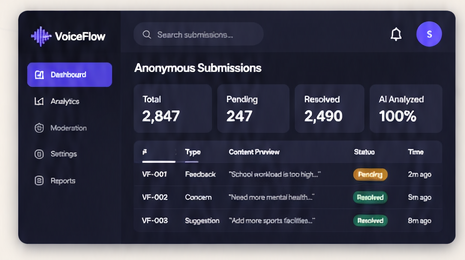 VoiceFlow
Search submissions...
S
Dashboard
Analytics
Moderation
Settings
Reports
Anonymous Submissions
Total
2,847
Pending
247
Resolved
2,490
AI Analyzed
100%
Type Content Preview Status Time
VF-001 Feedback "School workload is too high..." Pending 2m ago
VF-002 Concern "Need more mental health..." Resolved 5m ago
VF-003 Suggestion "Add more sports facilities..." Resolved 8m ago